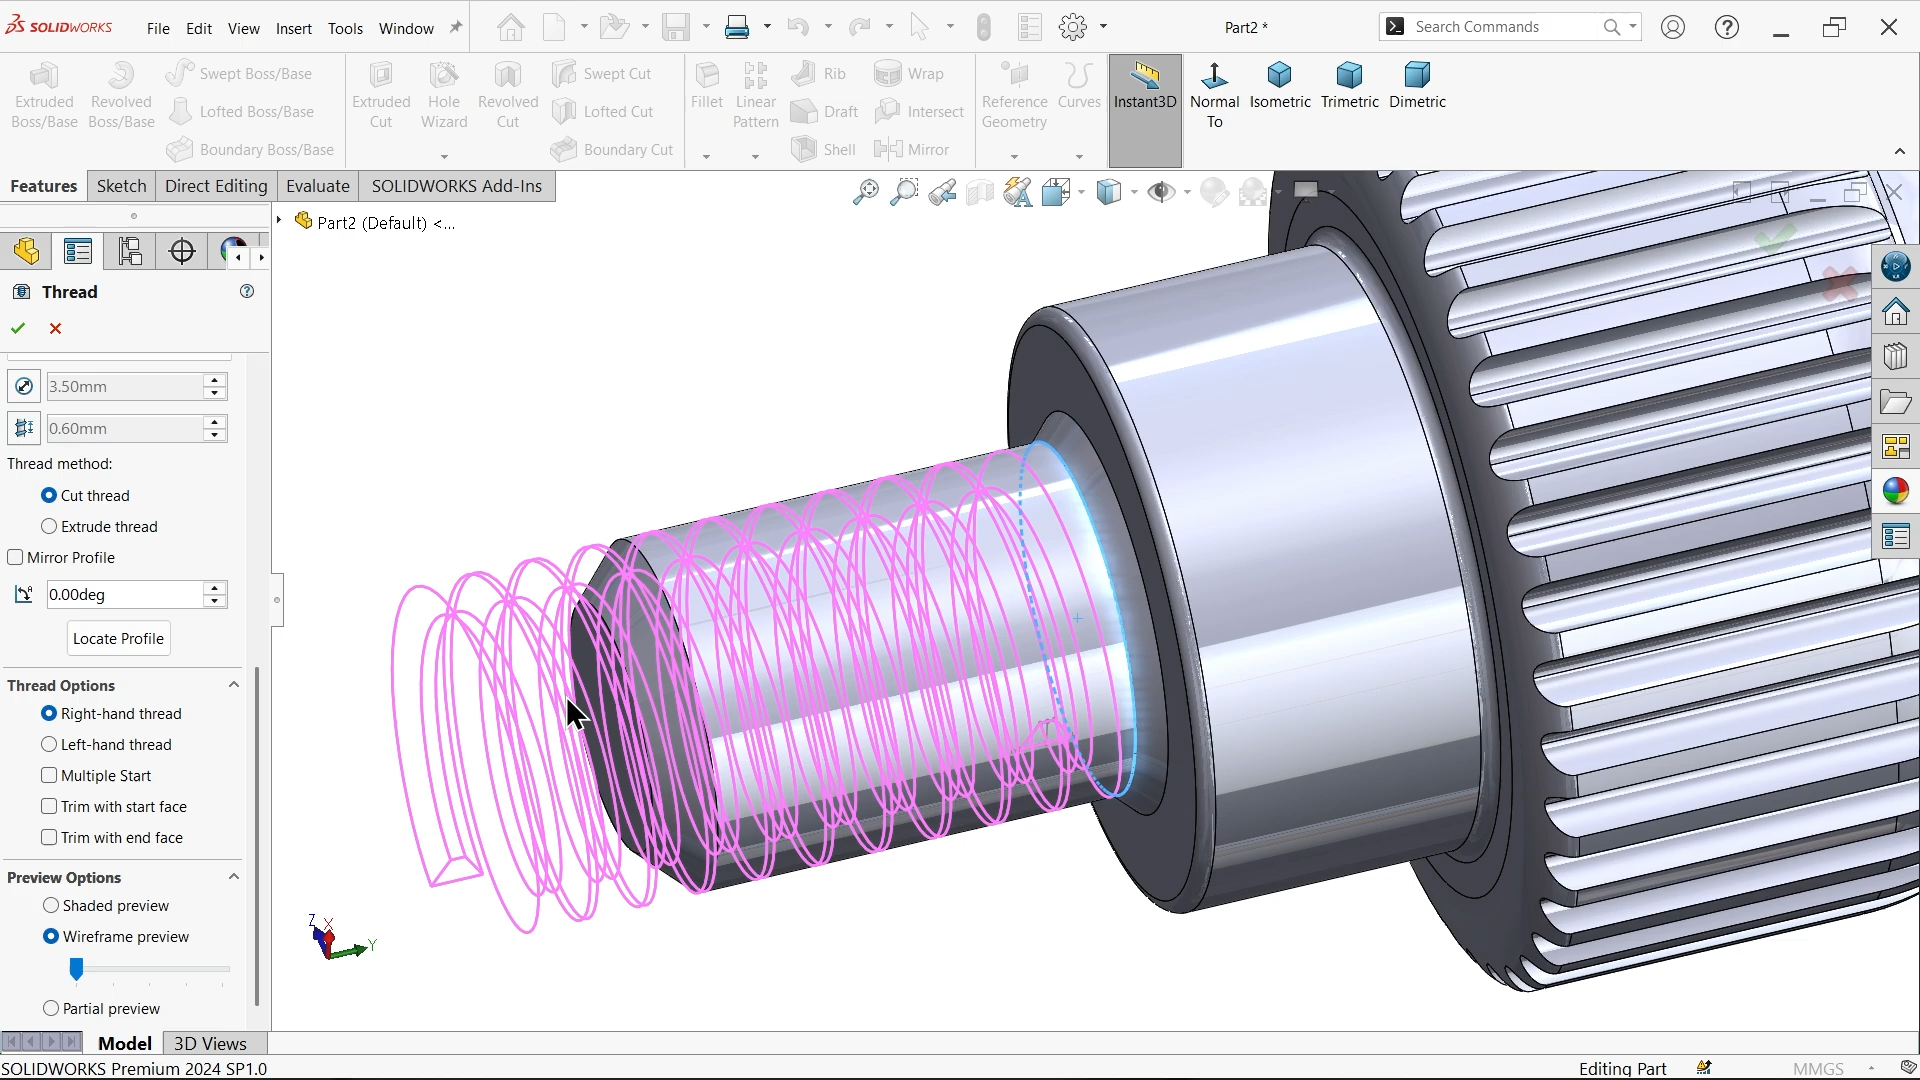 SOLIDWORKS File Edit View Insert Tools Window Part2 * Search Commands
Extruded Boss/Base
Revolved Boss/Base
Swept Boss/Base
Lofted Boss/Base
Boundary Boss/Base
Extruded Cut
Hole Wizard
Revolved Cut
Swept Cut
Lofted Cut
Boundary Cut
Fillet
Linear Pattern
Rib
Draft
Shell
Wrap
Intersect
Mirror
Reference Geometry
Curves
Instant3D
Normal To
Isometric
Trimetric
Dimetric
Features Sketch Direct Editing Evaluate SOLIDWORKS Add-Ins
Part2 (Default) <...
Thread
3.50mm
0.60mm
Thread method:
Cut thread
Extrude thread
Mirror Profile
0.00deg
Locate Profile
Thread Options
Right-hand thread
Left-hand thread
Multiple Start
Trim with start face
Trim with end face
Preview Options
Shaded preview
Wireframe preview
Partial preview
Z X Y
Model 3D Views
SOLIDWORKS Premium 2024 SP1.0 Editing Part MMGS